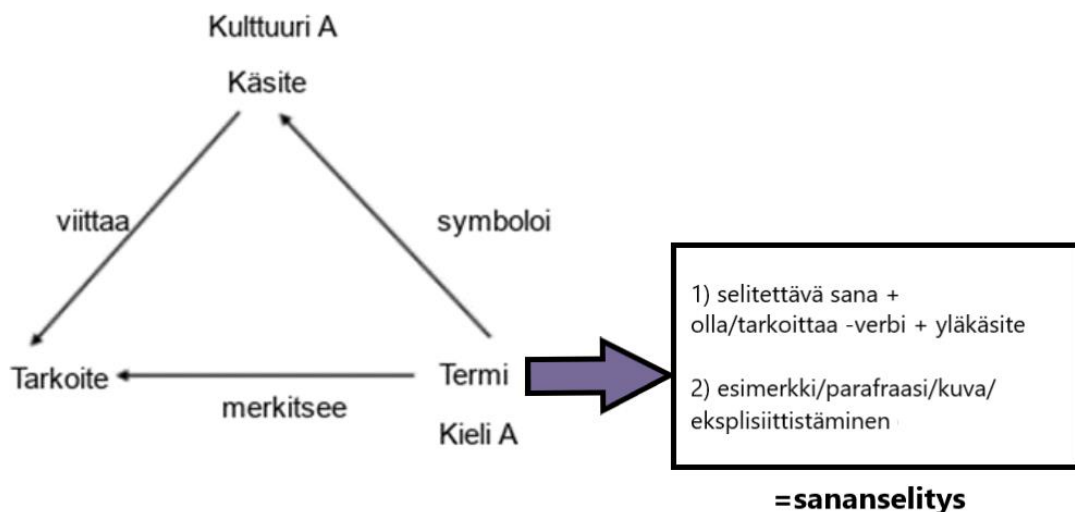 Kulttuuri A
Käsite
viittaa
symboloi
Tarkoite
merkitsee
Termi
Kieli A
1) selitettävä sana +
olla/tarkoittaa -verbi + yläkäsite
2) esimerkki/parafraasi/kuva/
eksplisiittistäminen
=sananselitys